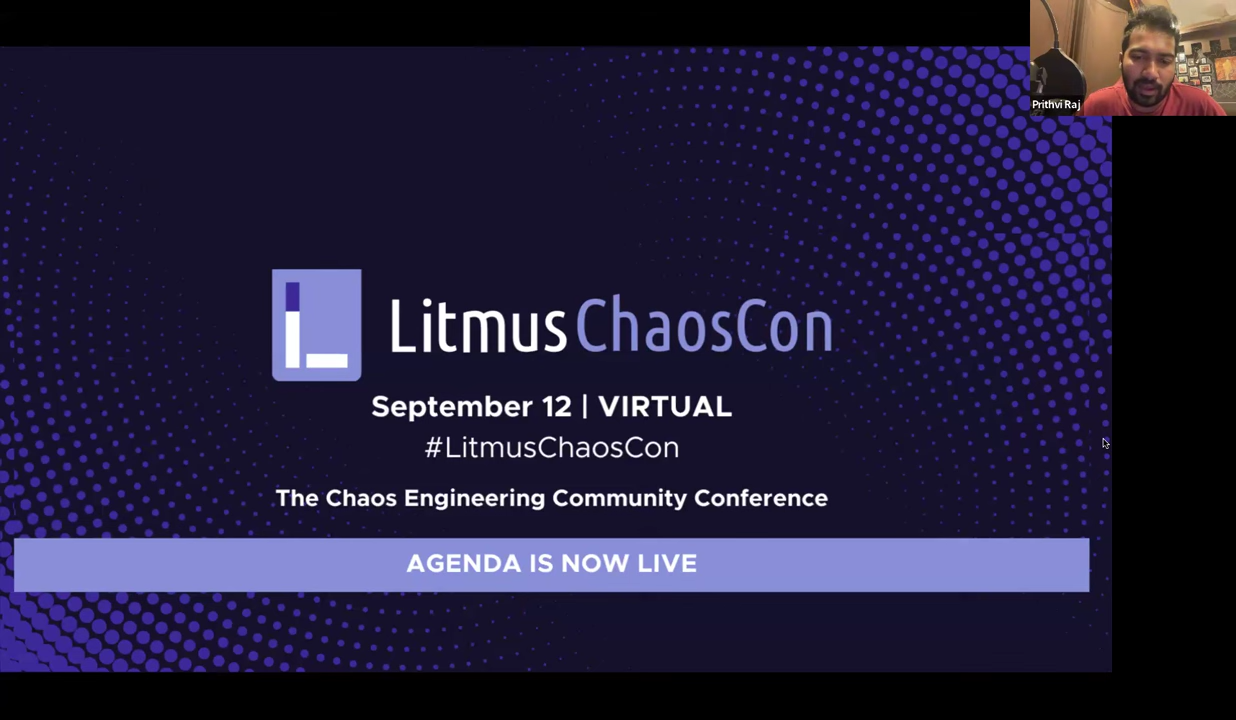 Prithvi Raj
Litmus ChaosCon
September 12 | VIRTUAL
#LitmusChaosCon
The Chaos Engineering Community Conference
AGENDA IS NOW LIVE